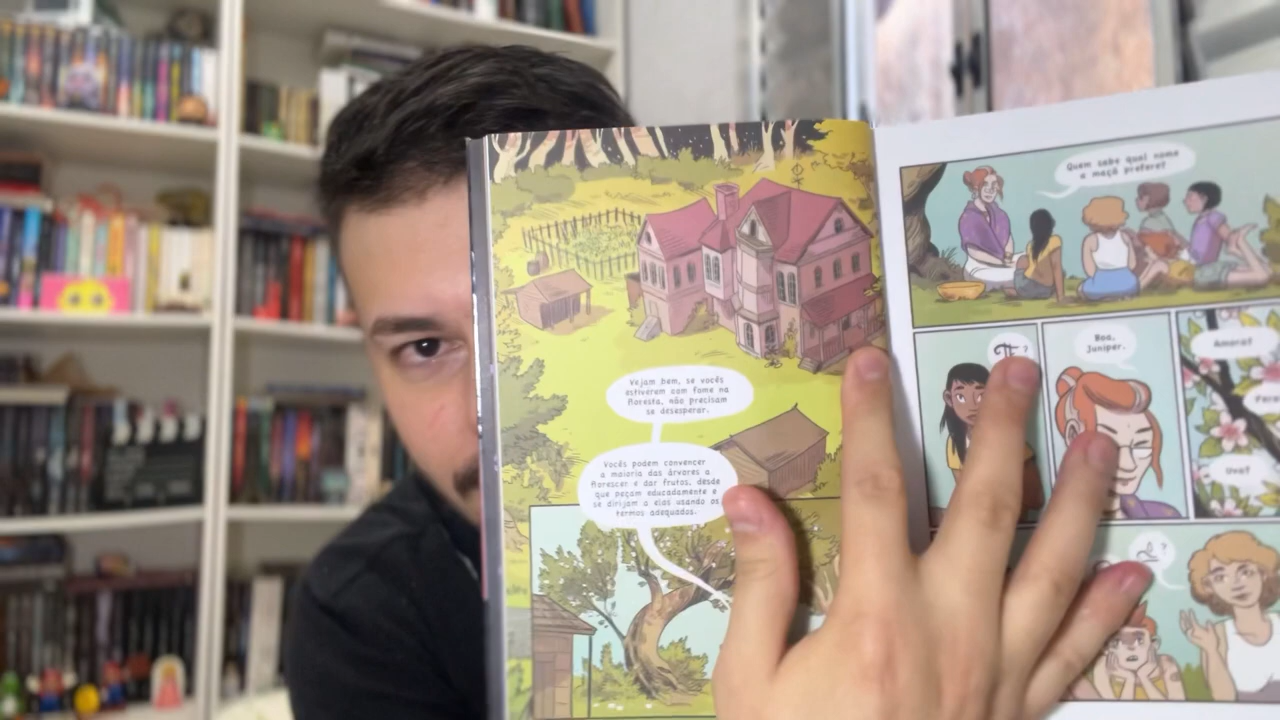 Vejam bem, se vocês
estiverem com fome na
floresta, não precisam
se desesperar.
Vocês podem convencer
a maioria das árvores a
florescer e dar frutos, desde
que peçam educadamente e
se dirijam a elas usando os
termos adequados.
Quem sabe qual nome
a maçã prefere?
?
Boa,
Juniper.
Amora?
Uva?
?